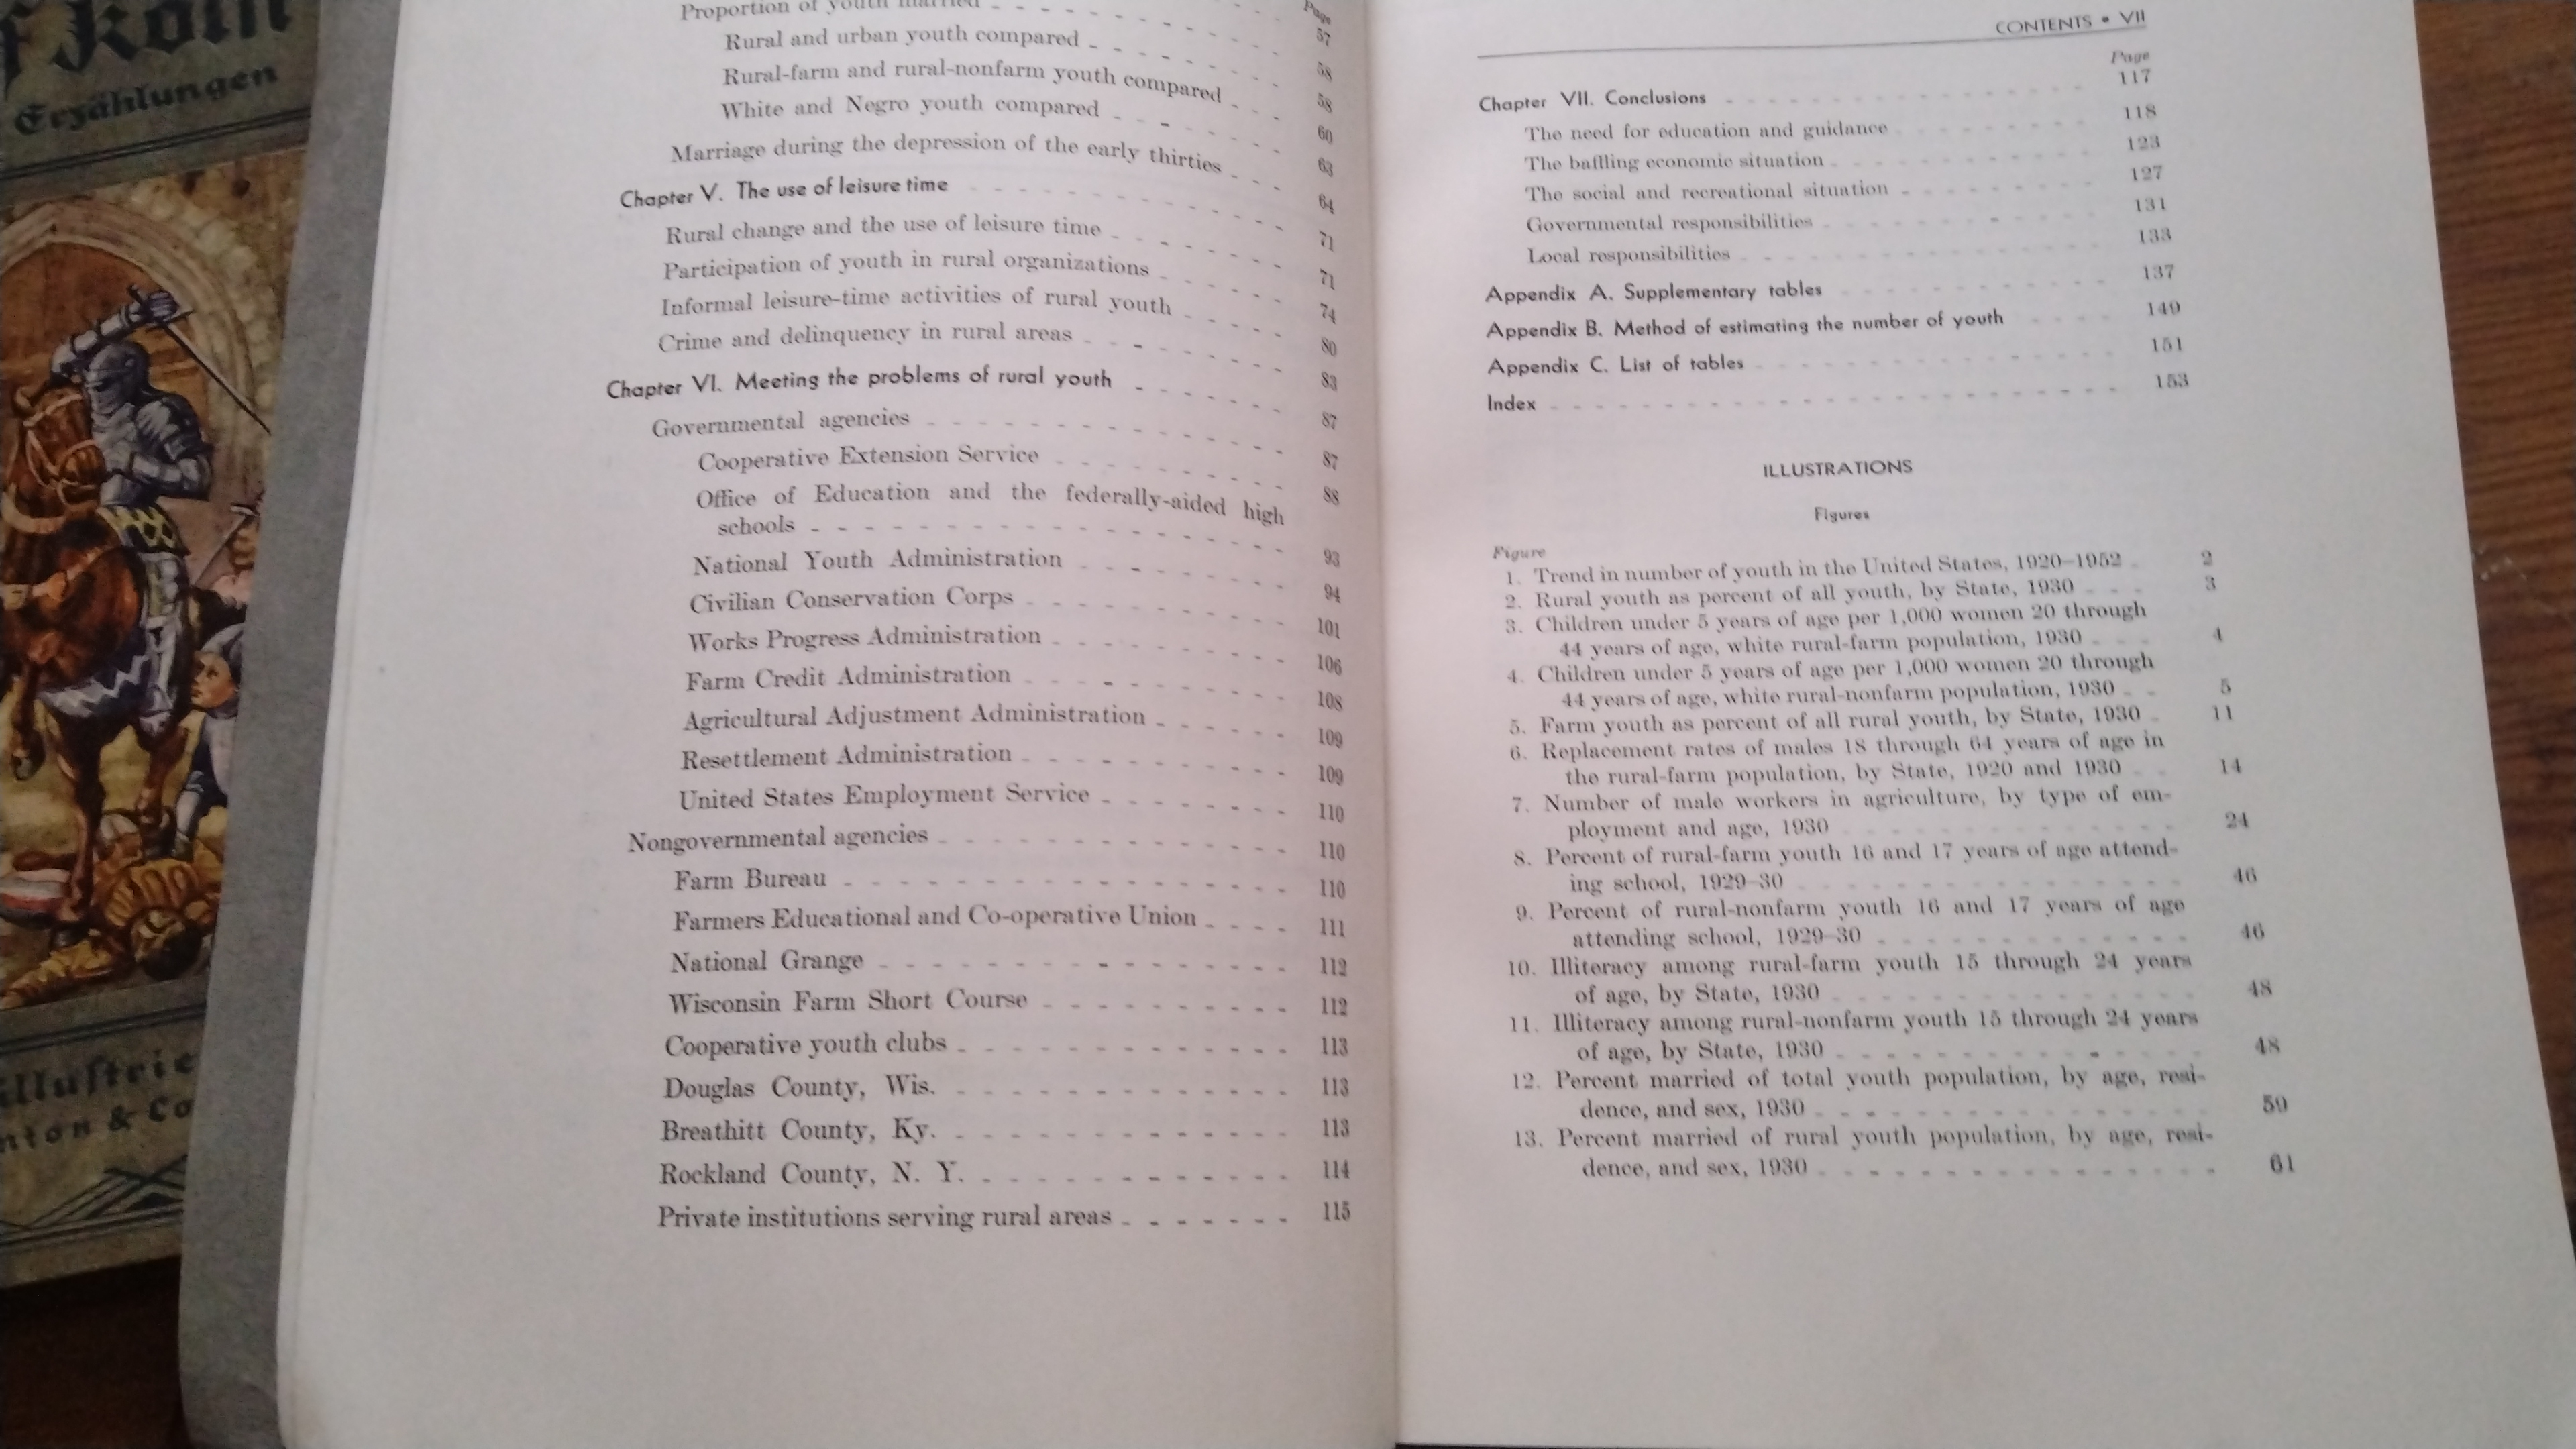 Erzählungen
illustrie
nton & Co
Page
Proportion of youth married 57
Rural and urban youth compared 58
Rural-farm and rural-nonfarm youth compared 58
White and Negro youth compared 60
Marriage during the depression of the early thirties 63
Chapter V. The use of leisure time 64
Rural change and the use of leisure time 71
Participation of youth in rural organizations 71
Informal leisure-time activities of rural youth 74
Crime and delinquency in rural areas 80
Chapter VI. Meeting the problems of rural youth 83
Governmental agencies 87
Cooperative Extension Service 87
Office of Education and the federally-aided high 88
schools
National Youth Administration 93
Civilian Conservation Corps 94
Works Progress Administration 101
Farm Credit Administration 106
Agricultural Adjustment Administration 108
Resettlement Administration 109
United States Employment Service 109
Nongovernmental agencies 110
Farm Bureau 110
Farmers Educational and Co-operative Union 110
National Grange 111
Wisconsin Farm Short Course 112
Cooperative youth clubs 112
Douglas County, Wis. 113
Breathitt County, Ky. 113
Rockland County, N. Y. 113
114
Private institutions serving rural areas 115
CONTENTS • VII
Page
Chapter VII. Conclusions 117
The need for education and guidance 118
The baffling economic situation 123
The social and recreational situation 127
Governmental responsibilities 131
Local responsibilities 133
Appendix A. Supplementary tables 137
Appendix B. Method of estimating the number of youth 149
Appendix C. List of tables 151
Index 153
ILLUSTRATIONS
Figures
Figure
1. Trend in number of youth in the United States, 1920–1952 2
2. Rural youth as percent of all youth, by State, 1930 3
3. Children under 5 years of age per 1,000 women 20 through
44 years of age, white rural-farm population, 1930 4
4. Children under 5 years of age per 1,000 women 20 through
44 years of age, white rural-nonfarm population, 1930 5
5. Farm youth as percent of all rural youth, by State, 1930 11
6. Replacement rates of males 18 through 64 years of age in
the rural-farm population, by State, 1920 and 1930 14
7. Number of male workers in agriculture, by type of em-
ployment and age, 1930 24
8. Percent of rural-farm youth 16 and 17 years of age attend-
ing school, 1929–30 46
9. Percent of rural-nonfarm youth 16 and 17 years of age
attending school, 1929–30 46
10. Illiteracy among rural-farm youth 15 through 24 years
of age, by State, 1930 48
11. Illiteracy among rural-nonfarm youth 15 through 24 years
of age, by State, 1930 48
12. Percent married of total youth population, by age, resi-
dence, and sex, 1930 59
13. Percent married of rural youth population, by age, resi-
dence, and sex, 1930 61